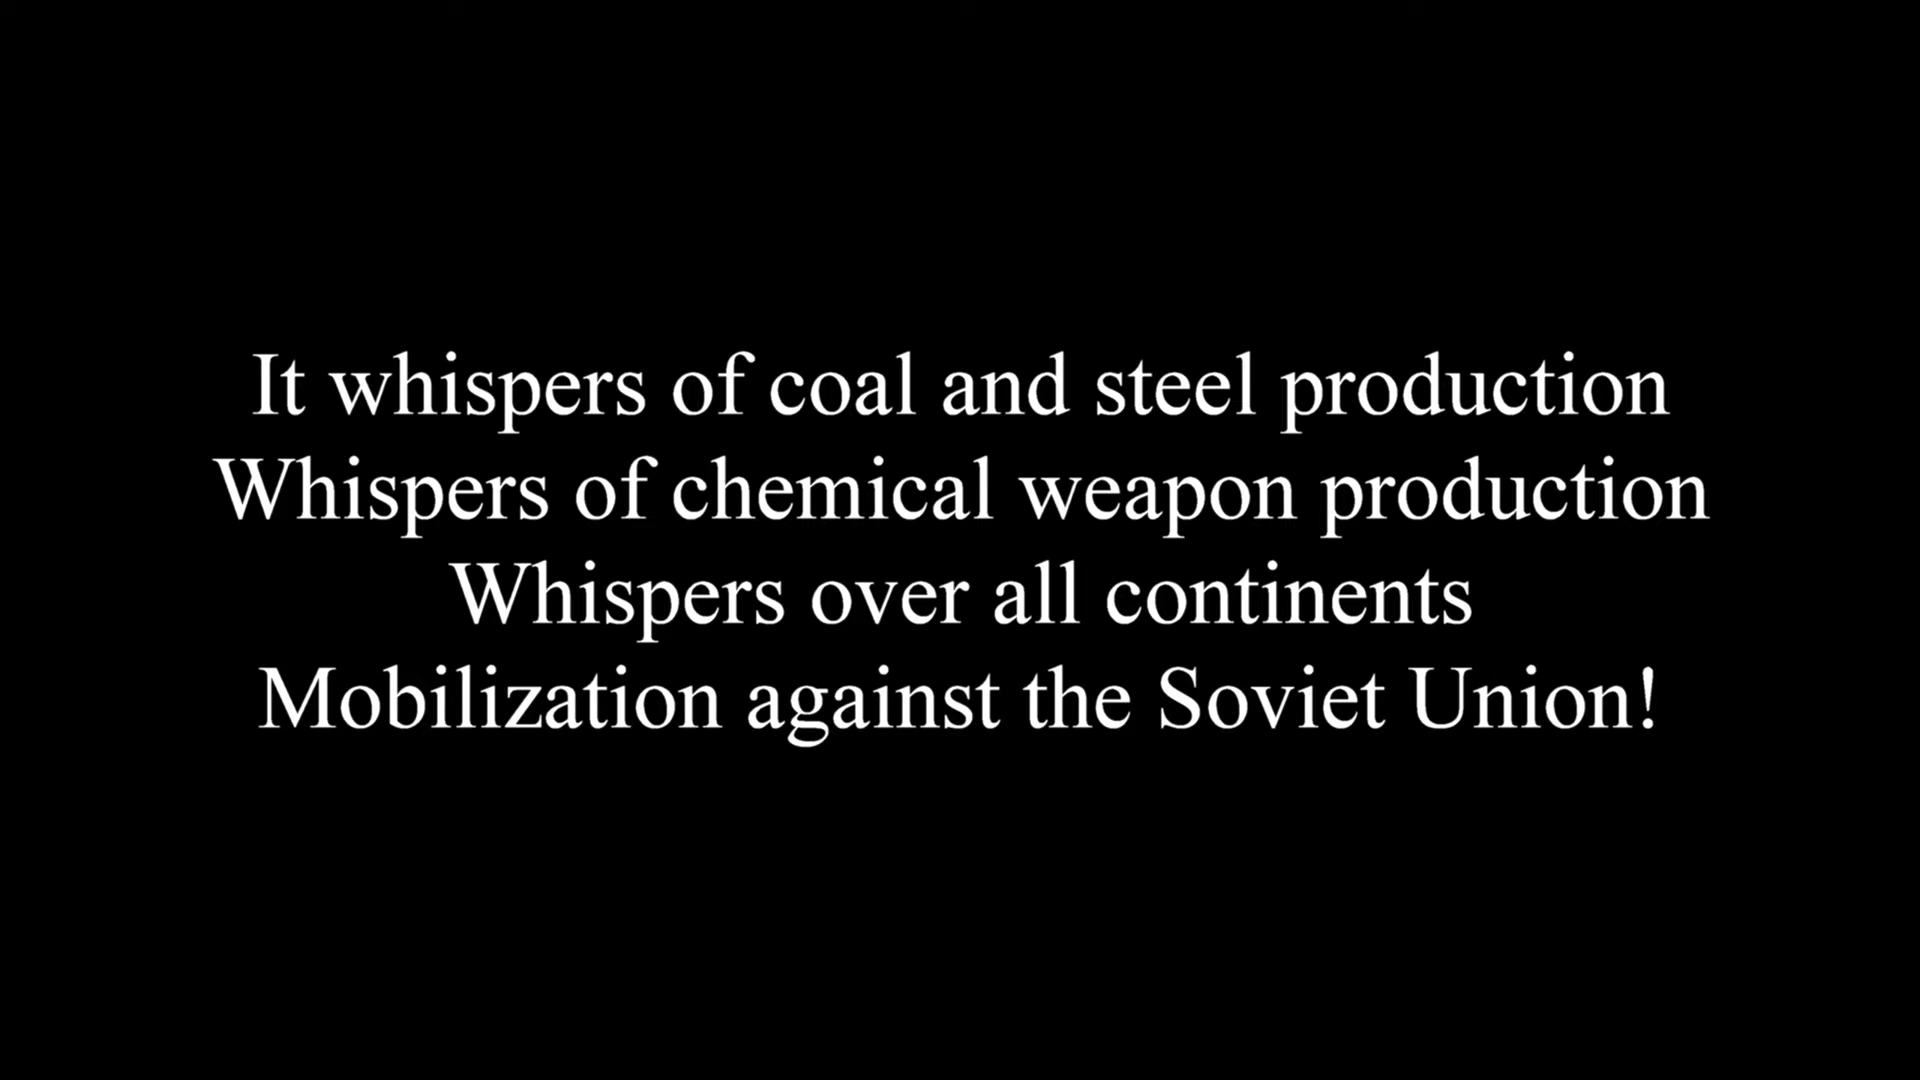 It whispers of coal and steel production
Whispers of chemical weapon production
Whispers over all continents
Mobilization against the Soviet Union!